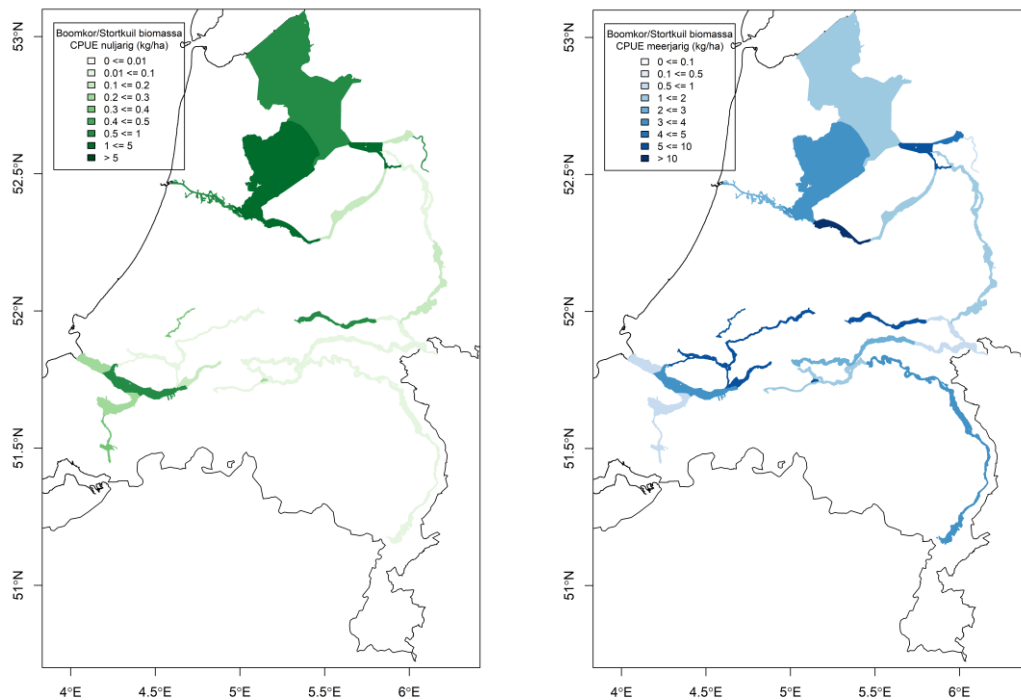 Boomkor/Stortkuil biomassa
CPUE nuljarig (kg/ha)
0 <= 0.01
0.01 <= 0.1
0.1 <= 0.2
0.2 <= 0.3
0.3 <= 0.4
0.4 <= 0.5
0.5 <= 1
1 <= 5
> 5
53°N
52.5°N
52°N
51.5°N
51°N
4°E
4.5°E
5°E
5.5°E
6°E
Boomkor/Stortkuil biomassa
CPUE meerjarig (kg/ha)
0 <= 0.1
0.1 <= 0.5
0.5 <= 1
1 <= 2
2 <= 3
3 <= 4
4 <= 5
5 <= 10
> 10
53°N
52.5°N
52°N
51.5°N
51°N
4°E
4.5°E
5°E
5.5°E
6°E